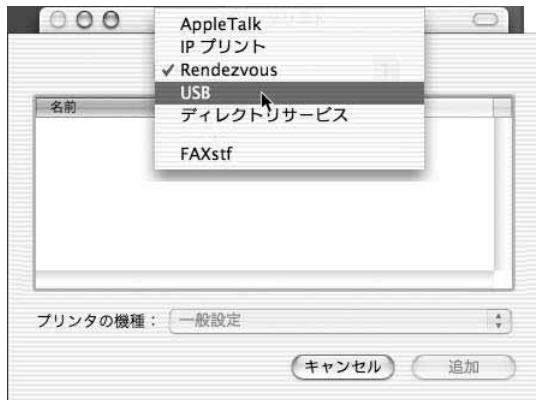 AppleTalk
IP プリント
✓ Rendezvous
USB
ディレクトリサービス
FAXstf
名前
プリンタの機種： 一般設定
キャンセル 追加